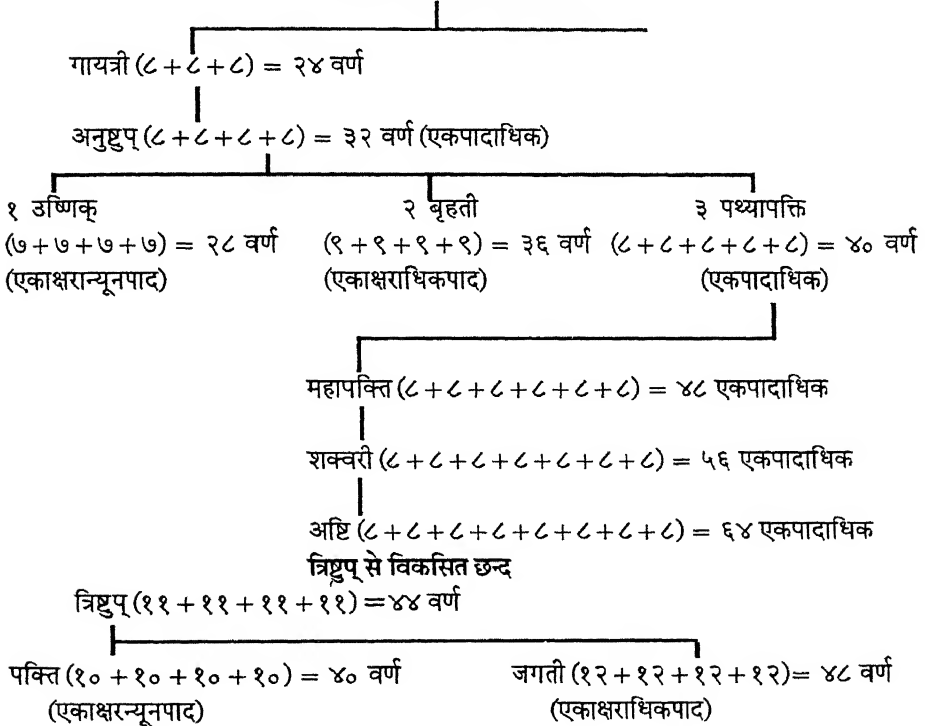 गायत्री (८+८+८) = २४ वर्ण
अनुष्टुप् (८+८+८+८) = ३२ वर्ण (एकपादाधिक)
१ उष्णिक् २ बृहती ३ पथ्यापक्ति
(७+७+७+७) = २८ वर्ण (९+९+९+९) = ३६ वर्ण (८+८+८+८+८) = ४० वर्ण
(एकाक्षरान्यूनपाद) (एकाक्षराधिकपाद) (एकपादाधिक)
महापक्ति (८+८+८+८+८+८) = ४८ एकपादाधिक
शक्वरी (८+८+८+८+८+८+८) = ५६ एकपादाधिक
अष्टि (८+८+८+८+८+८+८+८) = ६४ एकपादाधिक
त्रिष्टुप् से विकसित छन्द
त्रिष्टुप् (११+११+११+११) =४४ वर्ण
पक्ति (१०+१०+१०+१०) = ४० वर्ण जगती (१२+१२+१२+१२)= ४८ वर्ण
(एकाक्षरन्यूनपाद) (एकाक्षराधिकपाद)